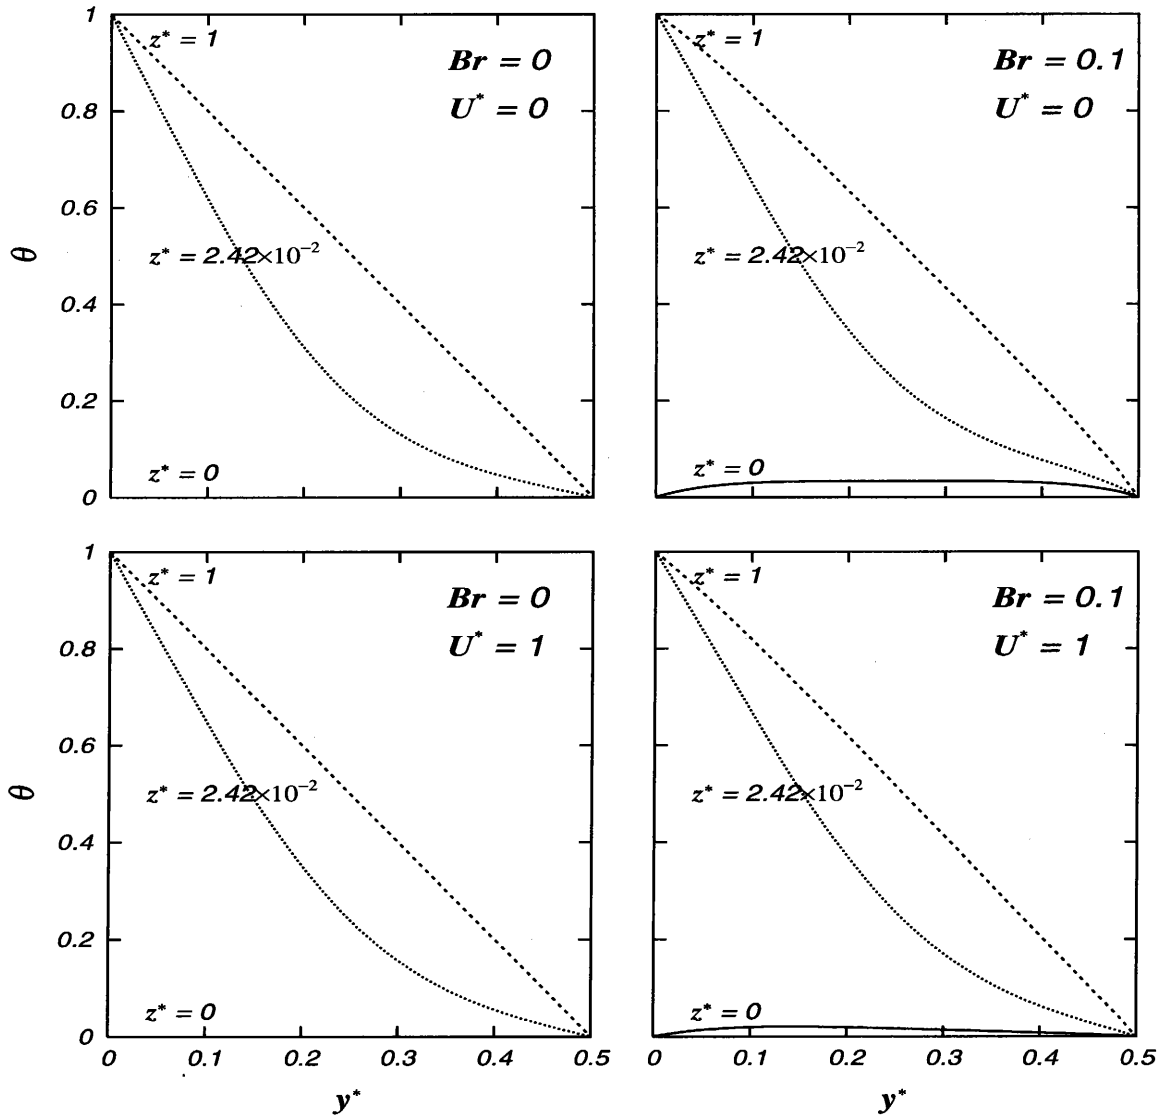 1
0.8
0.6
0.4
0.2
0
θ
z* = 1
Br = 0
U* = 0
z* = 2.42×10⁻²
z* = 0
z* = 1
Br = 0.1
U* = 0
z* = 2.42×10⁻²
z* = 0
1
0.8
0.6
0.4
0.2
0
θ
z* = 1
Br = 0
U* = 1
z* = 2.42×10⁻²
z* = 0
0 0.1 0.2 0.3 0.4 0.5
y*
z* = 1
Br = 0.1
U* = 1
z* = 2.42×10⁻²
z* = 0
0 0.1 0.2 0.3 0.4 0.5
y*